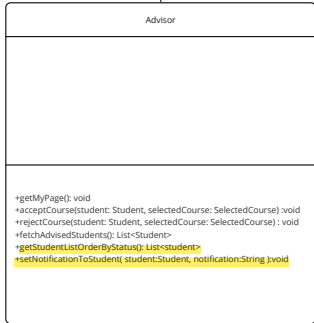 Advisor
+getMyPage(): void
+acceptCourse(student: Student, selectedCourse: SelectedCourse) :void
+rejectCourse(student: Student, selectedCourse: SelectedCourse) : void
+fetchAdvisedStudents(): List<Student>
+getStudentListOrderByStatus(): List<student>
+setNotificationToStudent( student:Student, notification:String ):void